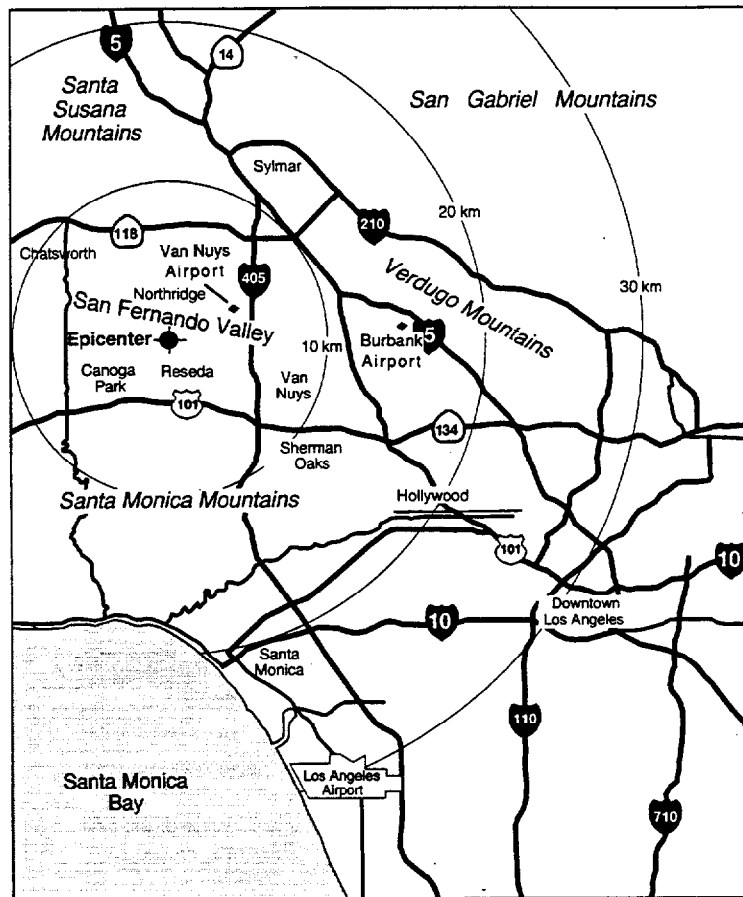 5
14
Santa
Susana
Mountains
San Gabriel Mountains
Sylmar
20 km
210
118
Chatsworth
Van Nuys
Airport
405
Verdugo Mountains
30 km
Northridge
San Fernando Valley
Epicenter
10 km
Burbank
Airport
5
Canoga
Park
Reseda
Van
Nuys
101
134
Sherman
Oaks
Santa Monica Mountains
Hollywood
101
10
Downtown
Los Angeles
10
Santa
Monica
110
Los Angeles
Airport
Santa Monica
Bay
710